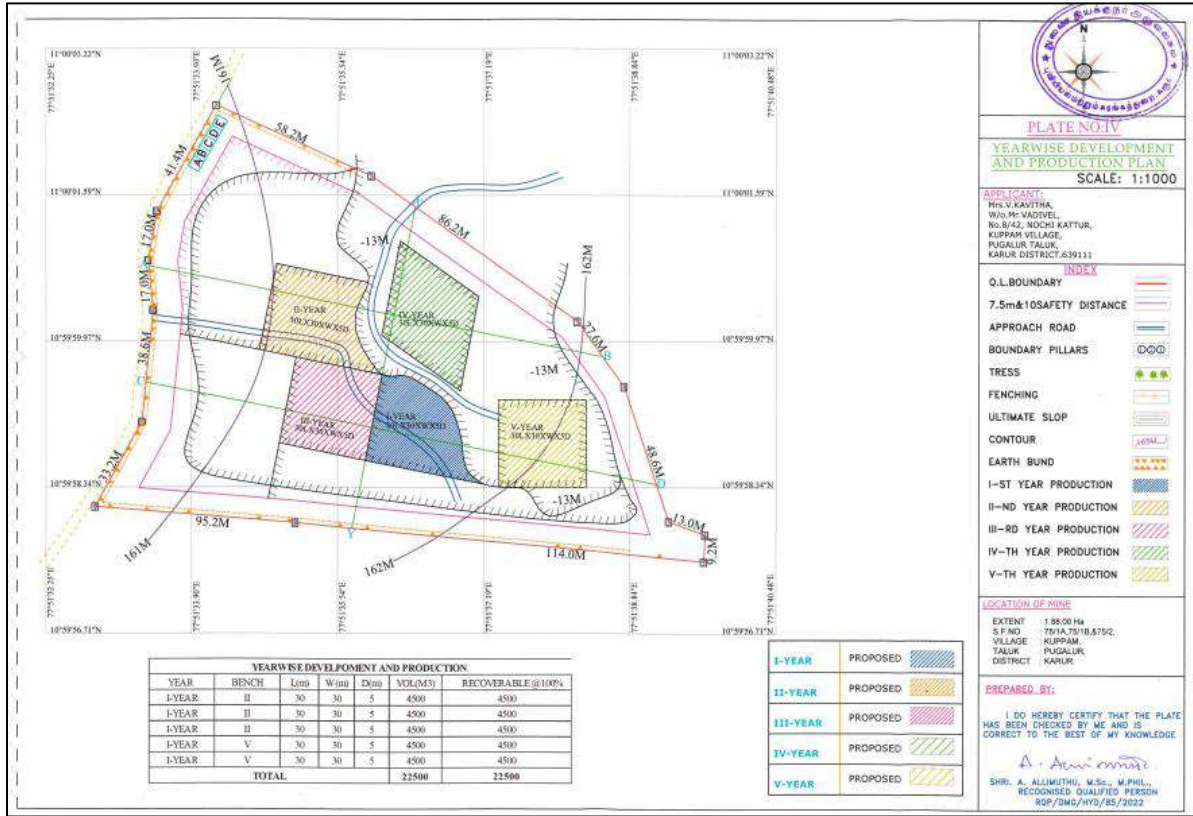 11°00'03.22"N
11°00'03.22"N
77°51'32.25"E
77°51'33.90"E
77°51'35.54"E
77°51'37.19"E
77°51'38.84"E
77°51'40.48"E
161M
58.2M
ABCDE
41.4M
11°00'01.59"N
11°00'01.59"N
86.2M
17.0M
-13M
162M
17.0M
II-YEAR
30LX30WX5D
IV-YEAR
30LX30WX5D
27.6M
10°59'59.97"N
10°59'59.97"N
B
38.6M
-13M
C
III-YEAR
30LX30WX5D
I-YEAR
30LX30WX5D
V-YEAR
30LX30WX5D
48.6M
33.2M
10°59'58.34"N
10°59'58.34"N
D
-13M
95.2M
Y
13.0M
9.2M
161M
162M
114.0M
77°51'32.25"E
77°51'33.90"E
77°51'35.54"E
77°51'37.19"E
77°51'38.84"E
77°51'40.48"E
10°59'56.71"N
10°59'56.71"N
YEARWISE DEVELPOMENT AND PRODUCTION
YEAR BENCH L(m) W(m) D(m) VOL(M3) RECOVERABLE@100%
I-YEAR II 30 30 5 4500 4500
I-YEAR II 30 30 5 4500 4500
I-YEAR II 30 30 5 4500 4500
I-YEAR V 30 30 5 4500 4500
I-YEAR V 30 30 5 4500 4500
TOTAL 22500 22500
I-YEAR PROPOSED
II-YEAR PROPOSED
III-YEAR PROPOSED
IV-YEAR PROPOSED
V-YEAR PROPOSED
N
PLATE NO:IV
YEARWISE DEVELOPMENT
AND PRODUCTION PLAN
SCALE: 1:1000
APPLICANT:
Mrs.V.KAVITHA,
W/o.Mr.VADIVEL,
No.8/42, NOCHI KATTUR,
KUPPAM VILLAGE,
PUGALUR TALUK,
KARUR DISTRICT.639111
INDEX
Q.L.BOUNDARY
7.5m&10SAFETY DISTANCE
APPROACH ROAD
BOUNDARY PILLARS
TRESS
FENCHING
ULTIMATE SLOP
CONTOUR
EARTH BUND
I-ST YEAR PRODUCTION
II-ND YEAR PRODUCTION
III-RD YEAR PRODUCTION
IV-TH YEAR PRODUCTION
V-TH YEAR PRODUCTION
LOCATION OF MINE
EXTENT : 1.88.00 Ha
S.F.NO : 75/1A,75/1B,&75/2,
VILLAGE : KUPPAM,
TALUK : PUGALUR,
DISTRICT : KARUR.
PREPARED BY:
I DO HEREBY CERTIFY THAT THE PLATE
HAS BEEN CHECKED BY ME AND IS
CORRECT TO THE BEST OF MY KNOWLEDGE
SHRI. A. ALLIMUTHU, M.Sc., M.PHIL.,
RECOGNISED QUALIFIED PERSON
RQP/DMG/HYD/85/2022